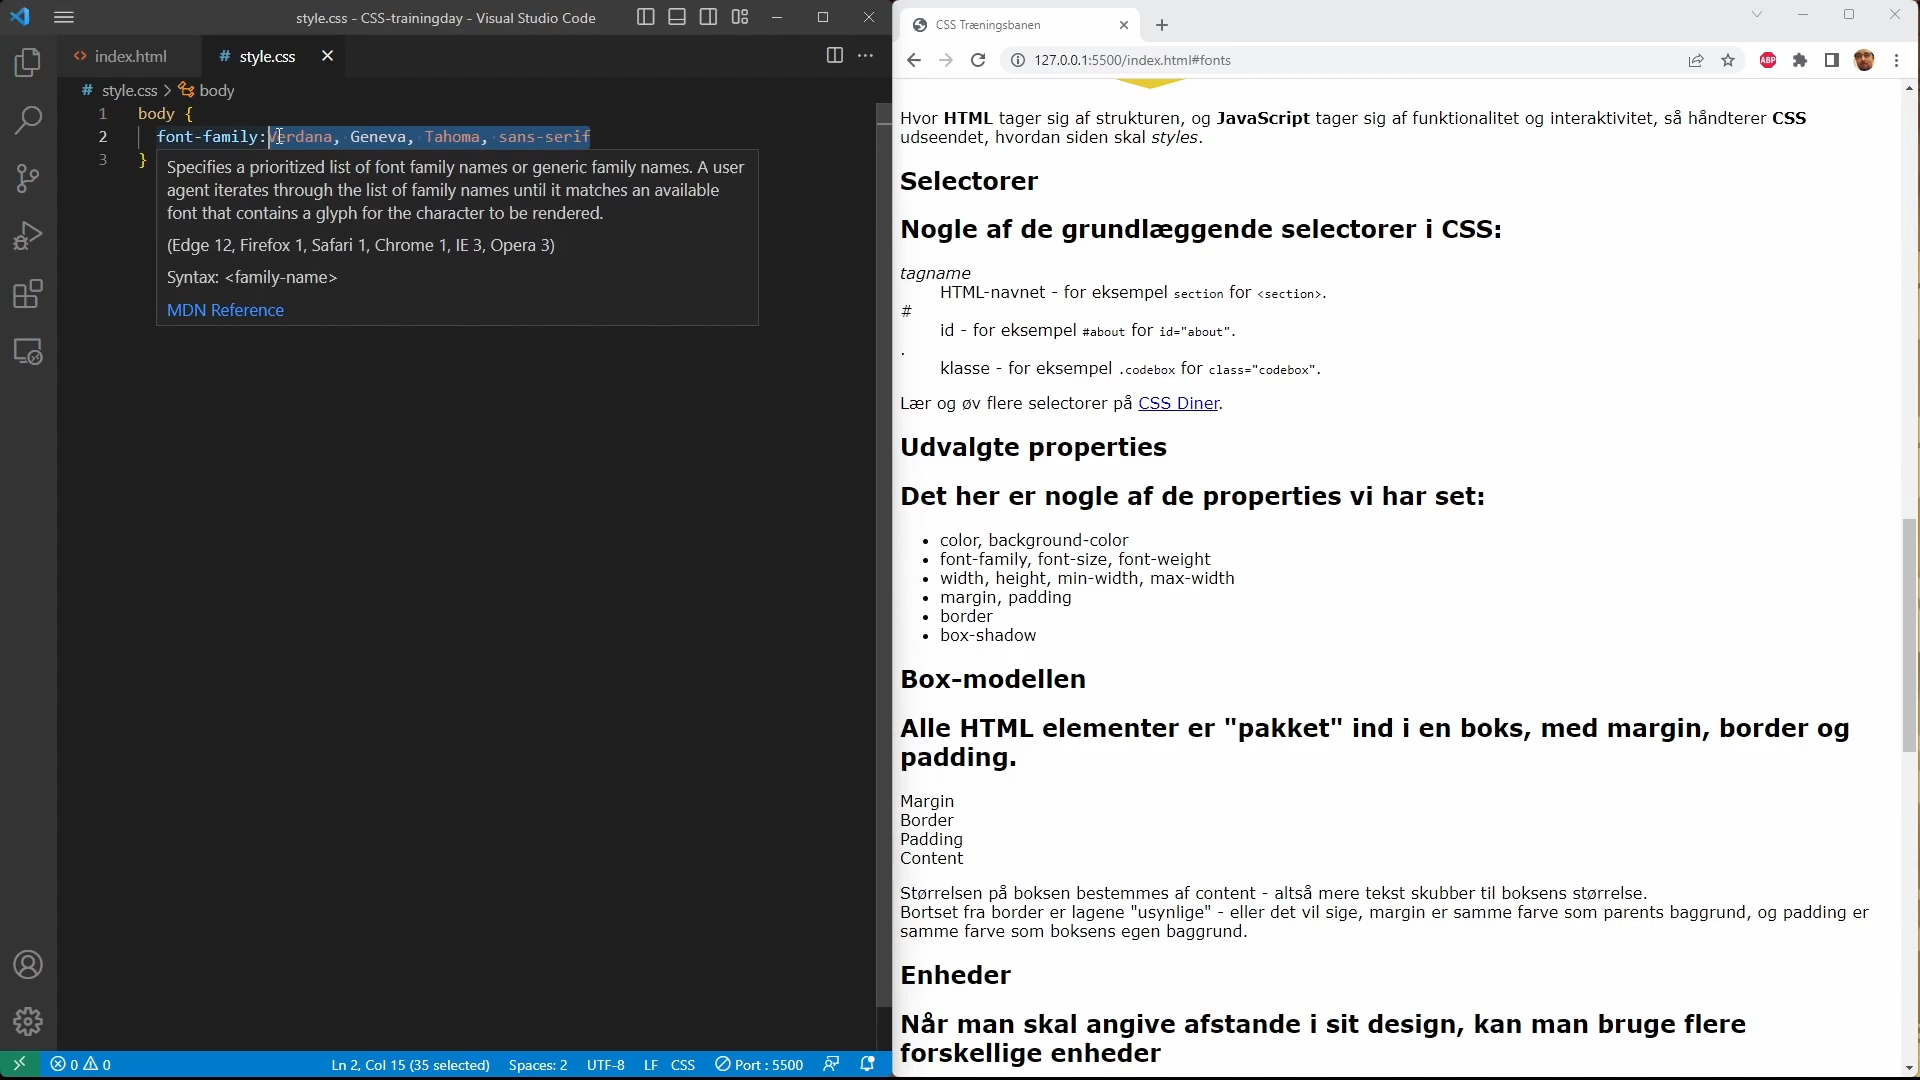 style.css - CSS-trainingday - Visual Studio Code
index.html
# style.css
# style.css > body
1 body {
2 font-family:Verdana, Geneva, Tahoma, sans-serif
3 }
Specifies a prioritized list of font family names or generic family names. A user
agent iterates through the list of family names until it matches an available
font that contains a glyph for the character to be rendered.
(Edge 12, Firefox 1, Safari 1, Chrome 1, IE 3, Opera 3)
Syntax: <family-name>
MDN Reference
0 0
Ln 2, Col 15 (35 selected)
Spaces: 2
UTF-8
LF
CSS
Port : 5500
CSS Træningsbanen
127.0.0.1:5500/index.html#fonts
ABP
Hvor HTML tager sig af strukturen, og JavaScript tager sig af funktionalitet og interaktivitet, så håndterer CSS
udseendet, hvordan siden skal styles.
Selectorer
Nogle af de grundlæggende selectorer i CSS:
tagname
HTML-navnet - for eksempel section for <section>.
#
id - for eksempel #about for id="about".
.
klasse - for eksempel .codebox for class="codebox".
Lær og øv flere selectorer på CSS Diner.
Udvalgte properties
Det her er nogle af de properties vi har set:
• color, background-color
• font-family, font-size, font-weight
• width, height, min-width, max-width
• margin, padding
• border
• box-shadow
Box-modellen
Alle HTML elementer er "pakket" ind i en boks, med margin, border og
padding.
Margin
Border
Padding
Content
Størrelsen på boksen bestemmes af content - altså mere tekst skubber til boksens størrelse.
Bortset fra border er lagene "usynlige" - eller det vil sige, margin er samme farve som parents baggrund, og padding er
samme farve som boksens egen baggrund.
Enheder
Når man skal angive afstande i sit design, kan man bruge flere
forskellige enheder